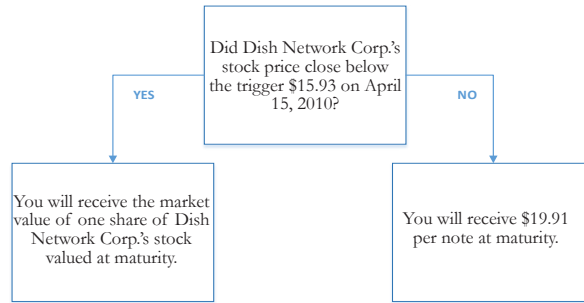 Did Dish Network Corp.'s
stock price close below
the trigger $15.93 on April
15, 2010?
YES
NO
You will receive the market
value of one share of Dish
Network Corp.'s stock
valued at maturity.
You will receive $19.91
per note at maturity.